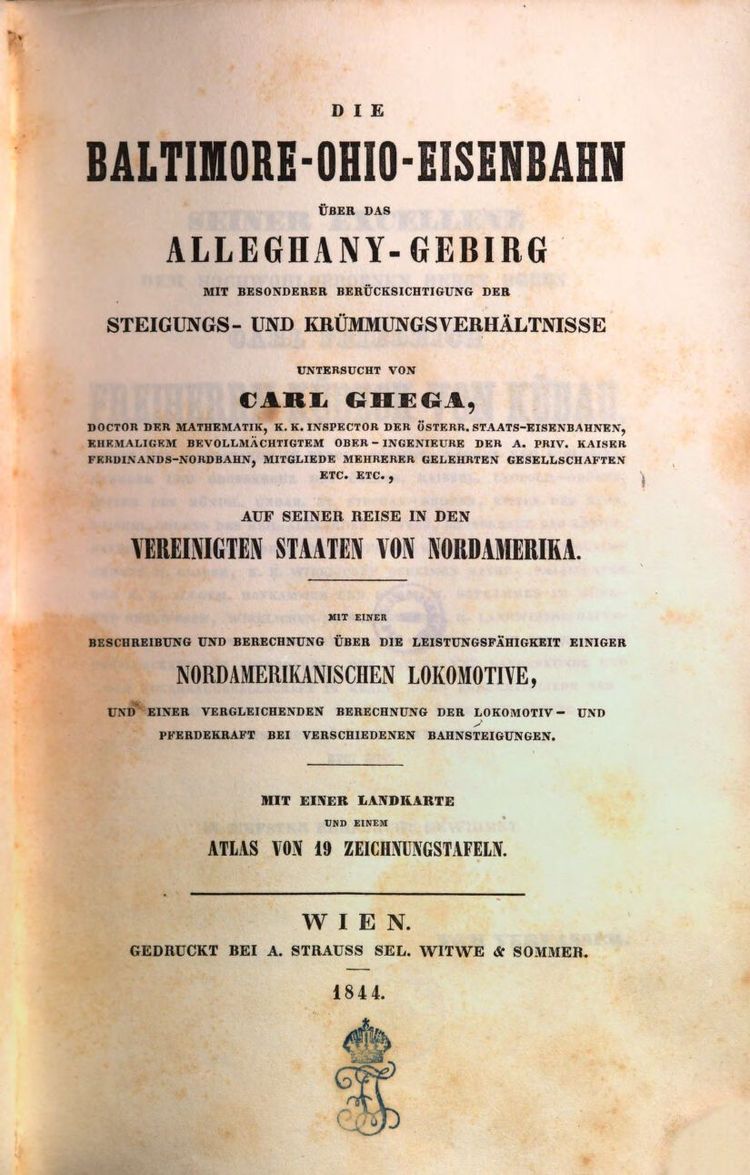 DIE
BALTIMORE-OHIO-EISENBAHN
ÜBER DAS
ALLEGHANY-GEBIRG
MIT BESONDERER BERÜCKSICHTIGUNG DER
STEIGUNGS- UND KRÜMMUNGSVERHÄLTNISSE
UNTERSUCHT VON
CARL GHEGA,
DOCTOR DER MATHEMATIK, K. K. INSPECTOR DER ÖSTERR. STAATS-EISENBAHNEN,
EHEMALIGEM BEVOLLMÄCHTIGTEM OBER-INGENIEURE DER A. PRIV. KAISER
FERDINANDS-NORDBAHN, MITGLIEDE MEHRERER GELEHRTEN GESELLSCHAFTEN
ETC. ETC.,
AUF SEINER REISE IN DEN
VEREINIGTEN STAATEN VON NORDAMERIKA.
MIT EINER
BESCHREIBUNG UND BERECHNUNG ÜBER DIE LEISTUNGSFÄHIGKEIT EINIGER
NORDAMERIKANISCHEN LOKOMOTIVE,
UND EINER VERGLEICHENDEN BERECHNUNG DER LOKOMOTIV- UND
PFERDEKRAFT BEI VERSCHIEDENEN BAHNSTEIGUNGEN.
MIT EINER LANDKARTE
UND EINEM
ATLAS VON 19 ZEICHNUNGSTAFELN.
WIEN.
GEDRUCKT BEI A. STRAUSS SEL. WITWE & SOMMER.
1844.